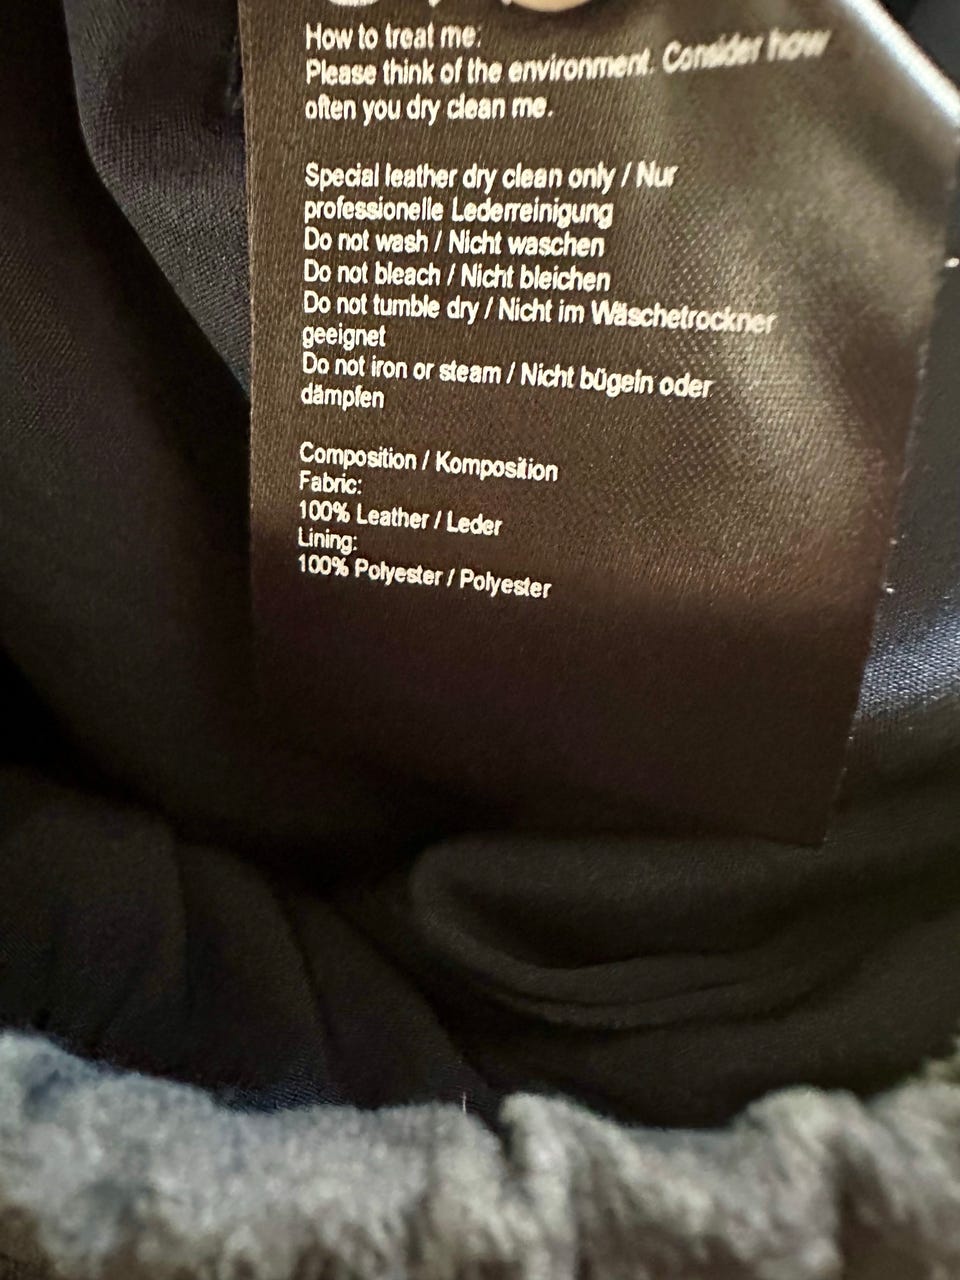 How to treat me:
Please think of the environment. Consider how
often you dry clean me.
Special leather dry clean only / Nur
professionelle Lederreinigung
Do not wash / Nicht waschen
Do not bleach / Nicht bleichen
Do not tumble dry / Nicht im Wäschetrockner
geeignet
Do not iron or steam / Nicht bügeln oder
dämpfen
Composition / Komposition
Fabric:
100% Leather / Leder
Lining:
100% Polyester / Polyester